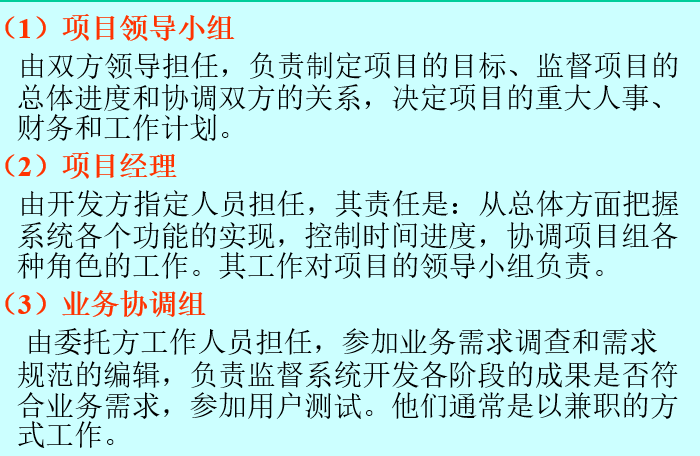 （1）项目领导小组
由双方领导担任，负责制定项目的目标、监督项目的
总体进度和协调双方的关系，决定项目的重大人事、
财务和工作计划。
（2）项目经理
由开发方指定人员担任，其责任是：从总体方面把握
系统各个功能的实现，控制时间进度，协调项目组各
种角色的工作。其工作对项目的领导小组负责。
（3）业务协调组
由委托方工作人员担任，参加业务需求调查和需求
规范的编辑，负责监督系统开发各阶段的成果是否符
合业务需求，参加用户测试。他们通常是以兼职的方
式工作。